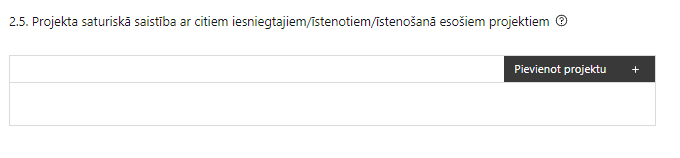 2.5. Projekta saturiskā saistība ar citiem iesniegtajiem/īstenotiem/īstenošanā esošiem projektiem ?
Pievienot projektu +